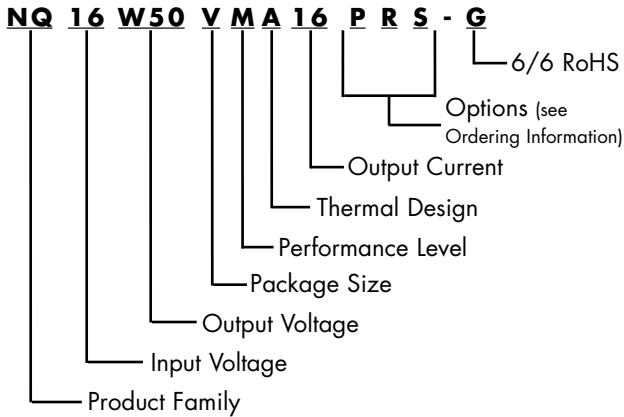 NQ 16 W50 V M A 16 P R S - G
6/6 RoHS
Options (see
Ordering Information)
Output Current
Thermal Design
Performance Level
Package Size
Output Voltage
Input Voltage
Product Family